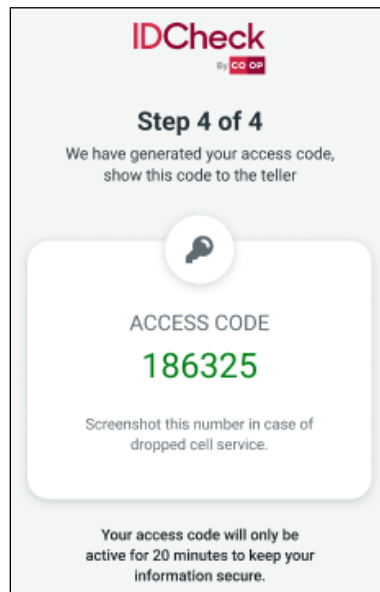 IDCheck
By CO OP
Step 4 of 4
We have generated your access code,
show this code to the teller
ACCESS CODE
186325
Screenshot this number in case of
dropped cell service.
Your access code will only be
active for 20 minutes to keep your
information secure.